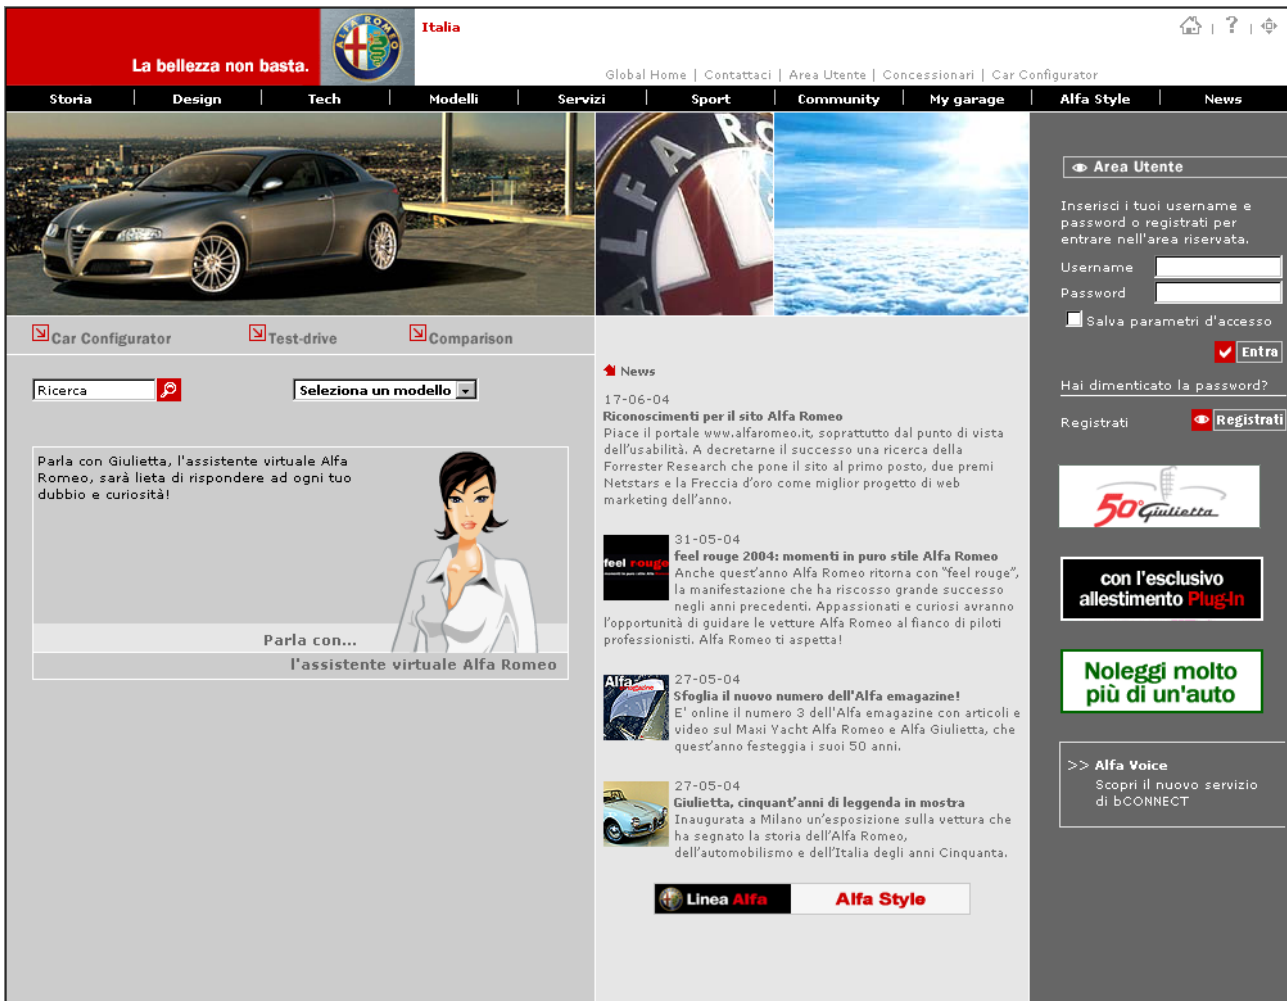 La bellezza non basta.
ALFA ROMEO
Italia
Global Home | Contattaci | Area Utente | Concessionari | Car Configurator
Storia | Design | Tech | Modelli | Servizi | Sport | Community | My garage | Alfa Style | News
ALFA RO
Car Configurator
Test-drive
Comparison
Ricerca
Seleziona un modello
Parla con Giulietta, l'assistente virtuale Alfa
Romeo, sarà lieta di rispondere ad ogni tuo
dubbio e curiosità!
Parla con...
l'assistente virtuale Alfa Romeo
News
17-06-04
Riconoscimenti per il sito Alfa Romeo
Piace il portale www.alfaromeo.it, soprattutto dal punto di vista
dell'usabilità. A decretarne il successo una ricerca della
Forrester Research che pone il sito al primo posto, due premi
Netstars e la Freccia d'oro come miglior progetto di web
marketing dell'anno.
feel rouge
31-05-04
feel rouge 2004: momenti in puro stile Alfa Romeo
Anche quest'anno Alfa Romeo ritorna con "feel rouge",
la manifestazione che ha riscosso grande successo
negli anni precedenti. Appassionati e curiosi avranno
l'opportunità di guidare le vetture Alfa Romeo al fianco di piloti
professionisti. Alfa Romeo ti aspetta!
Alfa
emagazine
27-05-04
Sfoglia il nuovo numero dell'Alfa emagazine!
E' online il numero 3 dell'Alfa emagazine con articoli e
video sul Maxi Yacht Alfa Romeo e Alfa Giulietta, che
quest'anno festeggia i suoi 50 anni.
27-05-04
Giulietta, cinquant'anni di leggenda in mostra
Inaugurata a Milano un'esposizione sulla vettura che
ha segnato la storia dell'Alfa Romeo,
dell'automobilismo e dell'Italia degli anni Cinquanta.
Linea Alfa
Alfa Style
Area Utente
Inserisci i tuoi username e
password o registrati per
entrare nell'area riservata.
Username
Password
Salva parametri d'accesso
Entra
Hai dimenticato la password?
Registrati
Registrati
50° Giulietta
con l'esclusivo
allestimento Plug-In
Noleggi molto
più di un'auto
>> Alfa Voice
Scopri il nuovo servizio
di bCONNECT